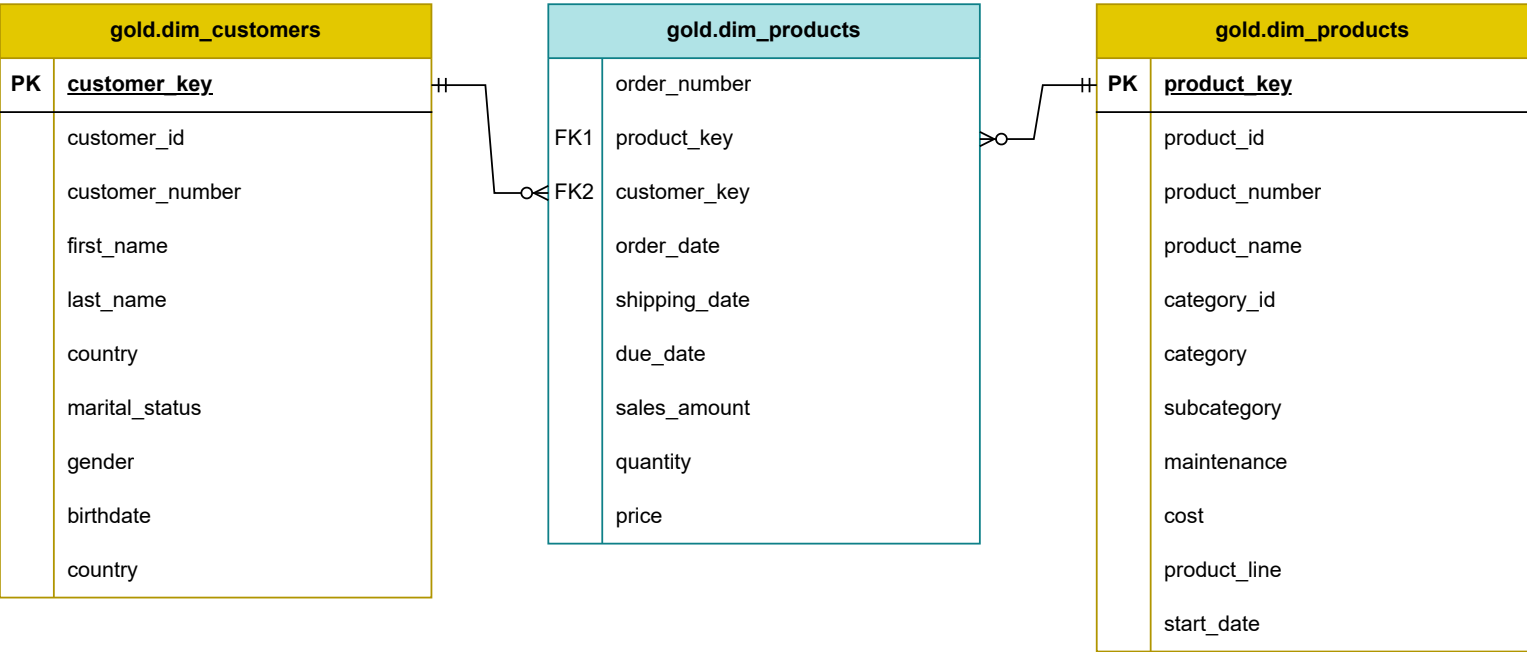 gold.dim_customers
PK customer_key
customer_id
customer_number
first_name
last_name
country
marital_status
gender
birthdate
country
gold.dim_products
order_number
FK1 product_key
FK2 customer_key
order_date
shipping_date
due_date
sales_amount
quantity
price
gold.dim_products
PK product_key
product_id
product_number
product_name
category_id
category
subcategory
maintenance
cost
product_line
start_date